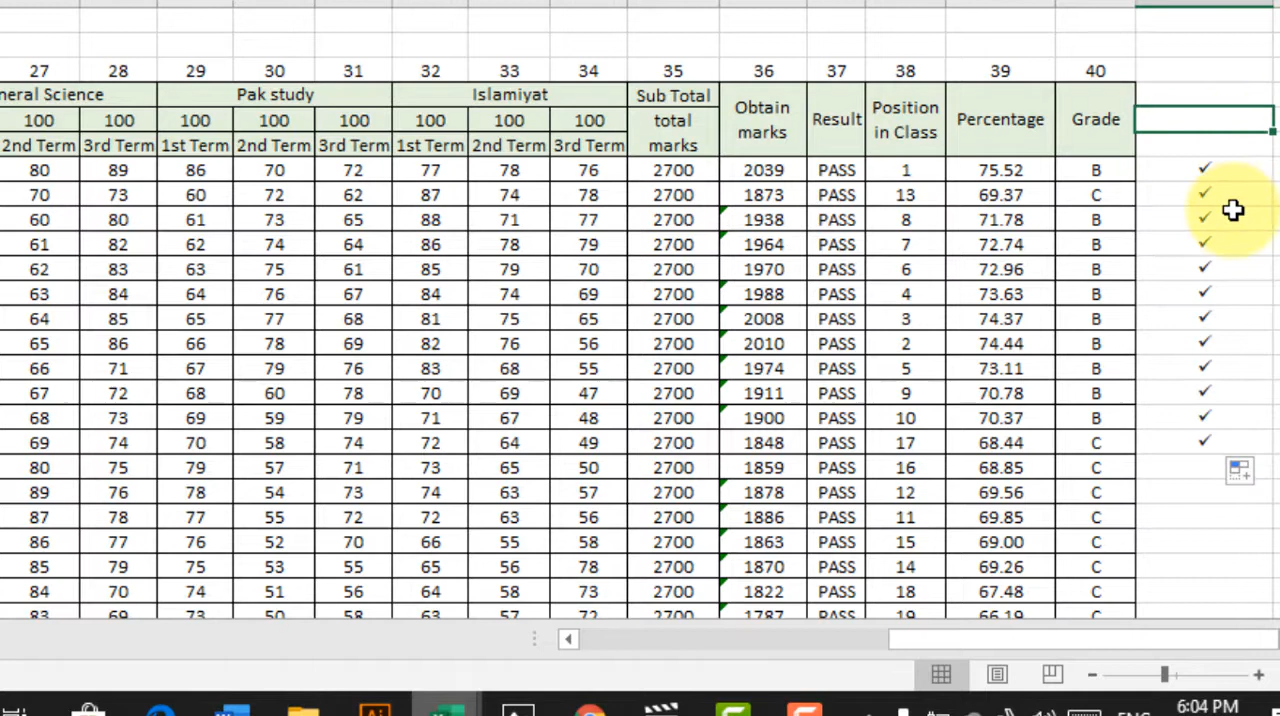 27 28 29 30 31 32 33 34 35 36 37 38 39 40
neral Science Pak study Islamiyat Sub Total Obtain marks Result Position in Class Percentage Grade
100 100 100 100 100 100 100 100 total
2nd Term 3rd Term 1st Term 2nd Term 3rd Term 1st Term 2nd Term 3rd Term marks
80 89 86 70 72 77 78 76 2700 2039 PASS 1 75.52 B ✓
70 73 60 72 62 87 74 78 2700 1873 PASS 13 69.37 C ✓
60 80 61 73 65 88 71 77 2700 1938 PASS 8 71.78 B ✓
61 82 62 74 64 86 78 79 2700 1964 PASS 7 72.74 B ✓
62 83 63 75 61 85 79 70 2700 1970 PASS 6 72.96 B ✓
63 84 64 76 67 84 74 69 2700 1988 PASS 4 73.63 B ✓
64 85 65 77 68 81 75 65 2700 2008 PASS 3 74.37 B ✓
65 86 66 78 69 82 76 56 2700 2010 PASS 2 74.44 B ✓
66 71 67 79 76 83 68 55 2700 1974 PASS 5 73.11 B ✓
67 72 68 60 78 70 69 47 2700 1911 PASS 9 70.78 B ✓
68 73 69 59 79 71 67 48 2700 1900 PASS 10 70.37 B ✓
69 74 70 58 74 72 64 49 2700 1848 PASS 17 68.44 C ✓
80 75 79 57 71 73 65 50 2700 1859 PASS 16 68.85 C
89 76 78 54 73 74 63 57 2700 1878 PASS 12 69.56 C
87 78 77 55 72 72 63 56 2700 1886 PASS 11 69.85 C
86 77 76 52 70 66 55 58 2700 1863 PASS 15 69.00 C
85 79 75 53 55 65 56 78 2700 1870 PASS 14 69.26 C
84 70 74 51 56 64 58 73 2700 1822 PASS 18 67.48 C
83 69 73 50 58 63 57 72 2700 1787 PASS 19 66.19 C
6:04 PM